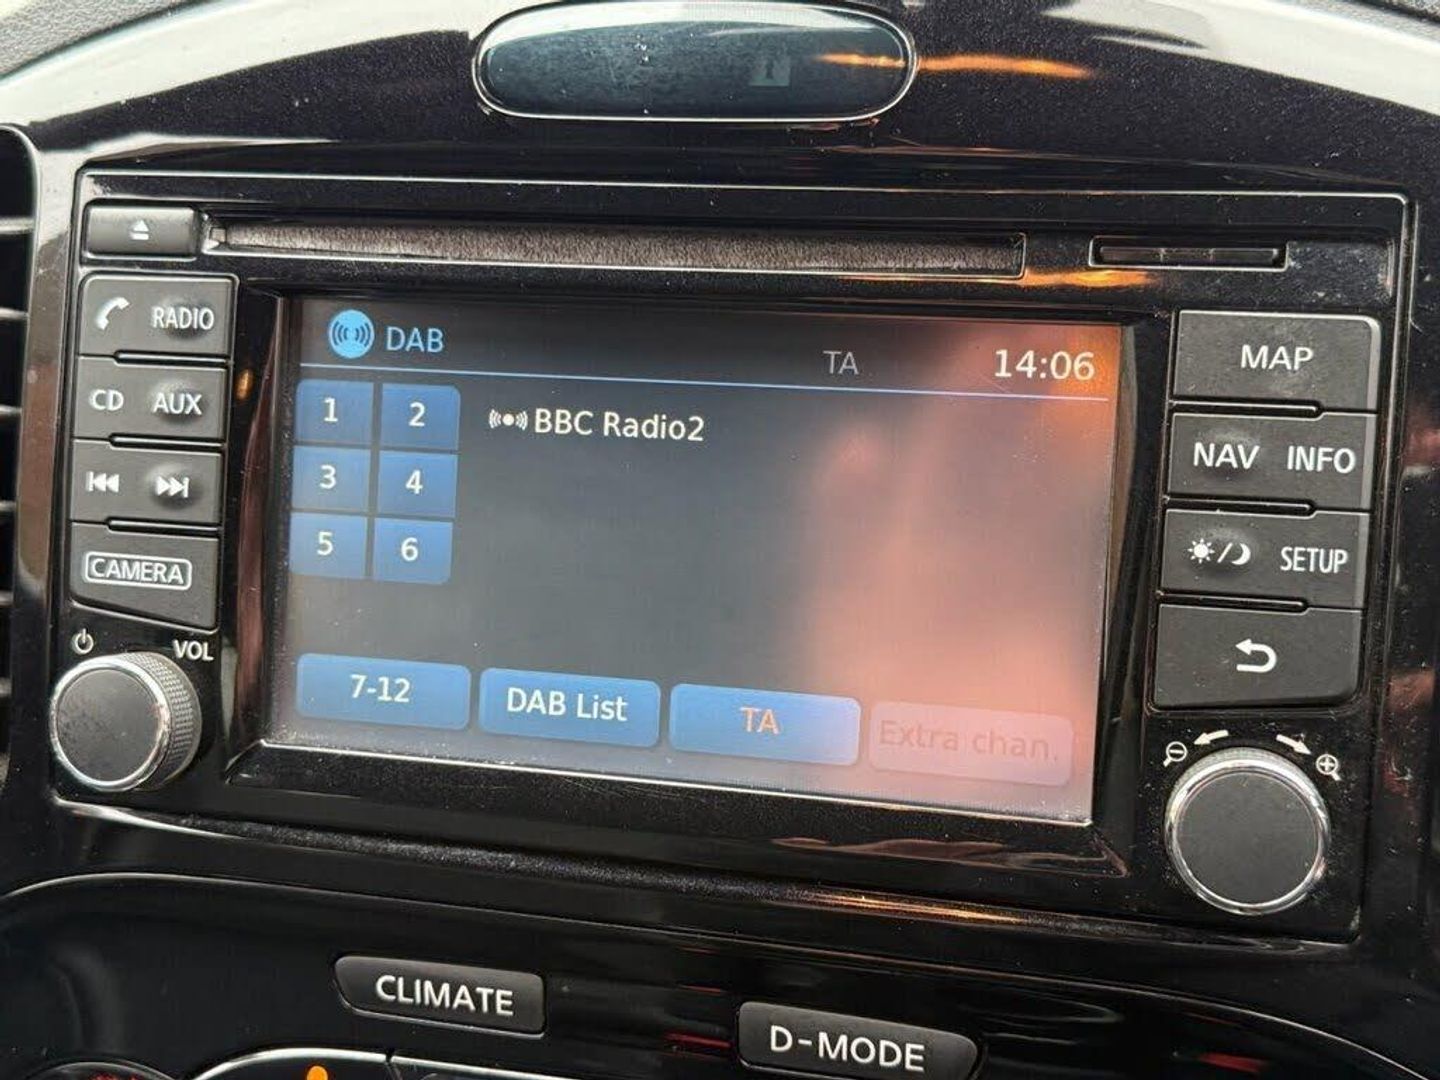 RADIO
CD AUX
CAMERA
VOL
DAB
TA
14:06
1 2
3 4
5 6
BBC Radio2
7-12
DAB List
TA
Extra chan.
MAP
NAV INFO
SETUP
CLIMATE
D-MODE